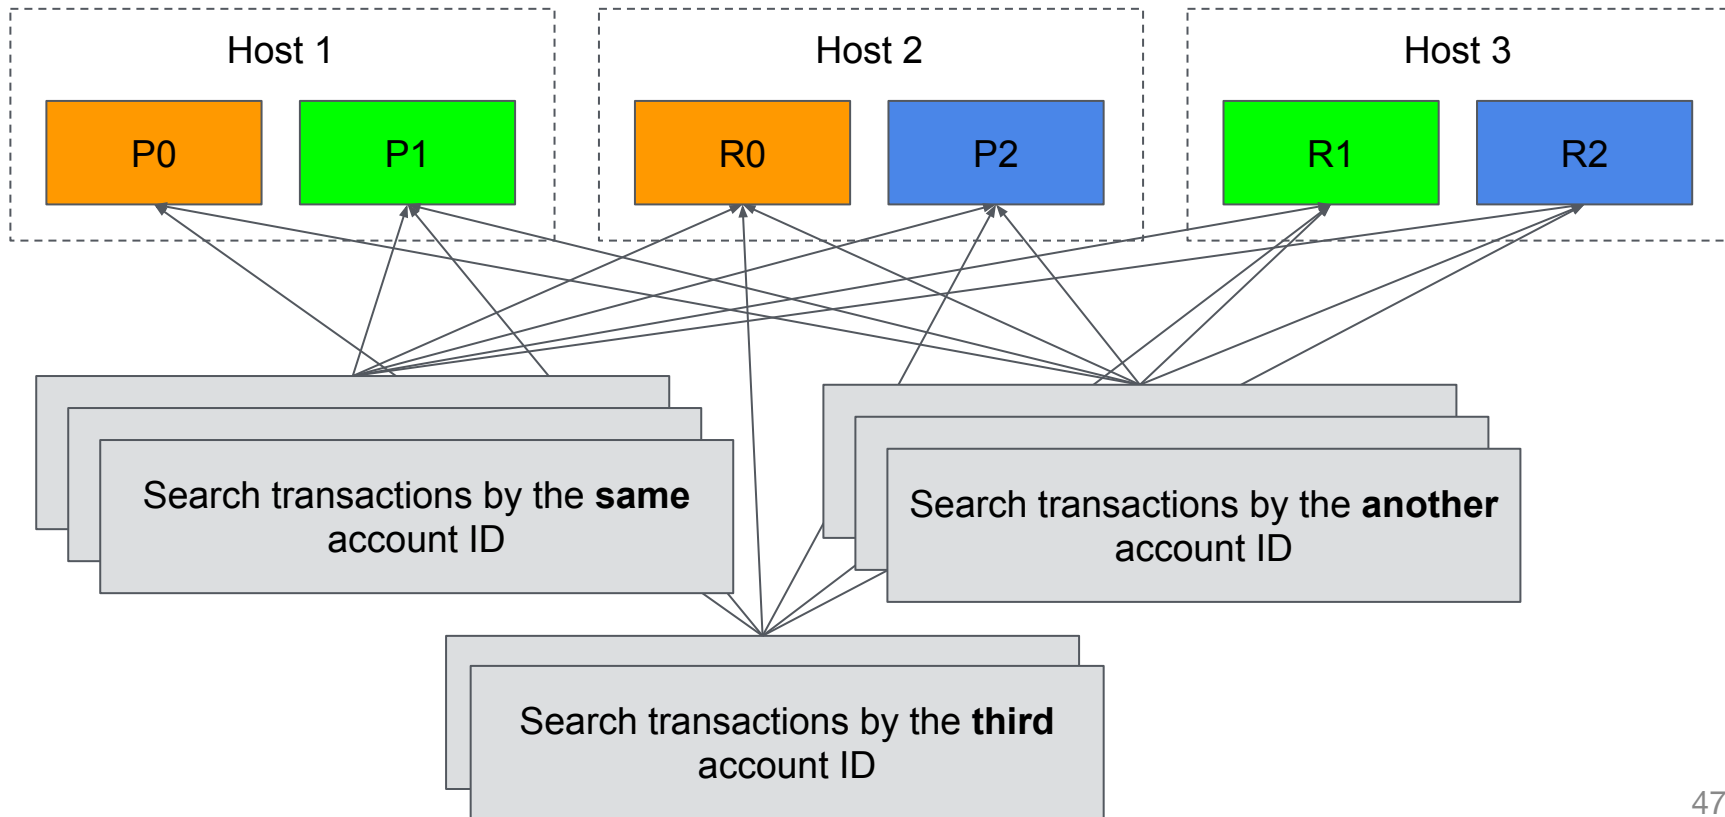 Host 1
Host 2
Host 3
P0
P1
R0
P2
R1
R2
Search transactions by the same
account ID
Search transactions by the another
account ID
Search transactions by the third
account ID
47